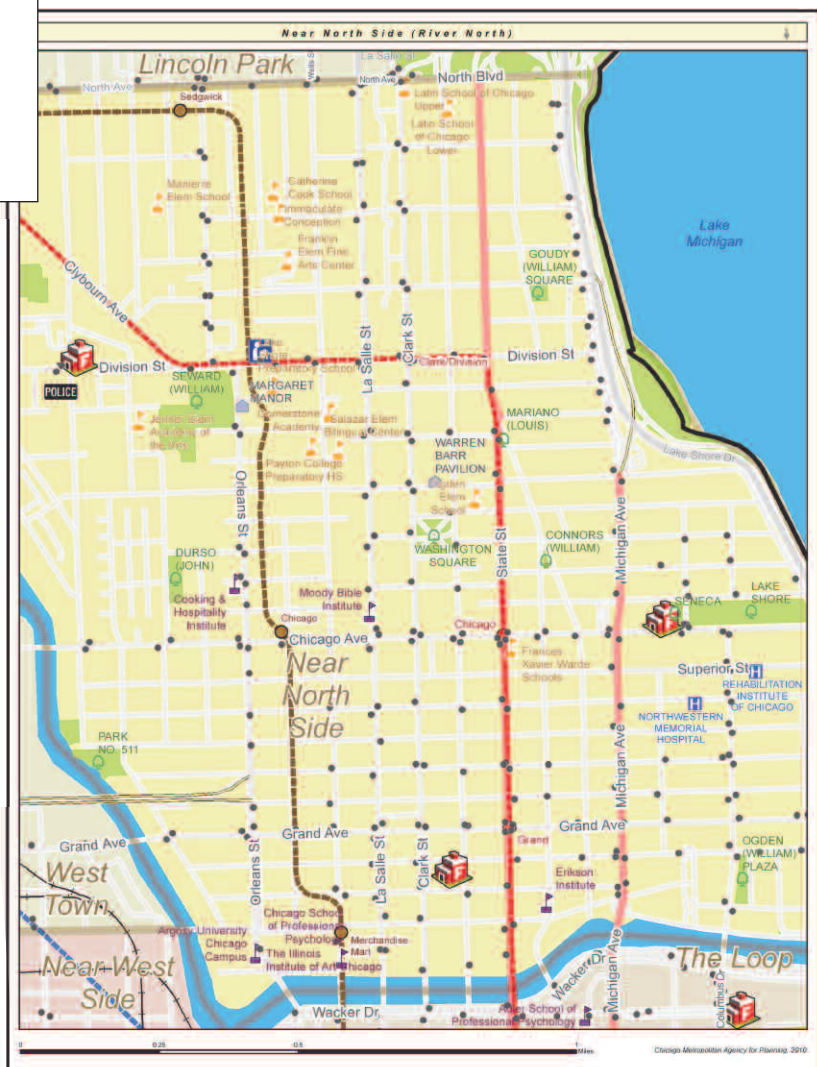 Near North Side (River North)
Lincoln Park
La Salle St
Wells St
North Ave
North Ave
North Blvd
Sedgwick
Latin School of Chicago
Upper
Latin School
of Chicago
Lower
Manierre
Elem School
Catherine
Cook School
Immaculate
Conception
Franklin
Elem Fine
Arts Center
Lake
Michigan
GOUDY
(WILLIAM)
SQUARE
Clybourn Ave
La Salle St
Clark St
Division St
POLICE
Preparatory School
Clark/Division
Division St
SEWARD
(WILLIAM)
MARGARET
MANOR
Cornerstone
Academy
Salazar Elem
Bilingual Center
MARIANO
(LOUIS)
WARREN
BARR
PAVILION
Payton College
Preparatory HS
Ogden
Elem
School
Lake Shore Dr
Orleans St
State St
Michigan Ave
WASHINGTON
SQUARE
CONNORS
(WILLIAM)
DURSO
(JOHN)
Cooking &
Hospitality
Institute
Moody Bible
Institute
SENECA
LAKE
SHORE
Chicago
Chicago Ave
Chicago
Near
North
Side
Frances
Xavier Warde
Schools
Superior St
H
REHABILITATION
INSTITUTE
OF CHICAGO
H
NORTHWESTERN
MEMORIAL
HOSPITAL
PARK
NO. 511
Michigan Ave
Grand Ave
Grand Ave
Grand
Grand Ave
Orleans St
La Salle St
Clark St
OGDEN
(WILLIAM)
PLAZA
West
Town
Erikson
Institute
Chicago School
of Professional
Psychology
Merchandise
Mart
Argosy University
Chicago
Campus
The Illinois
Institute of Art Chicago
Near West
Side
The Loop
Wacker Dr
Wacker Dr
Michigan Ave
Columbus Dr
Adler School of
Professional Psychology
0 0.25 0.5 1 Miles
Chicago Metropolitan Agency for Planning, 2010